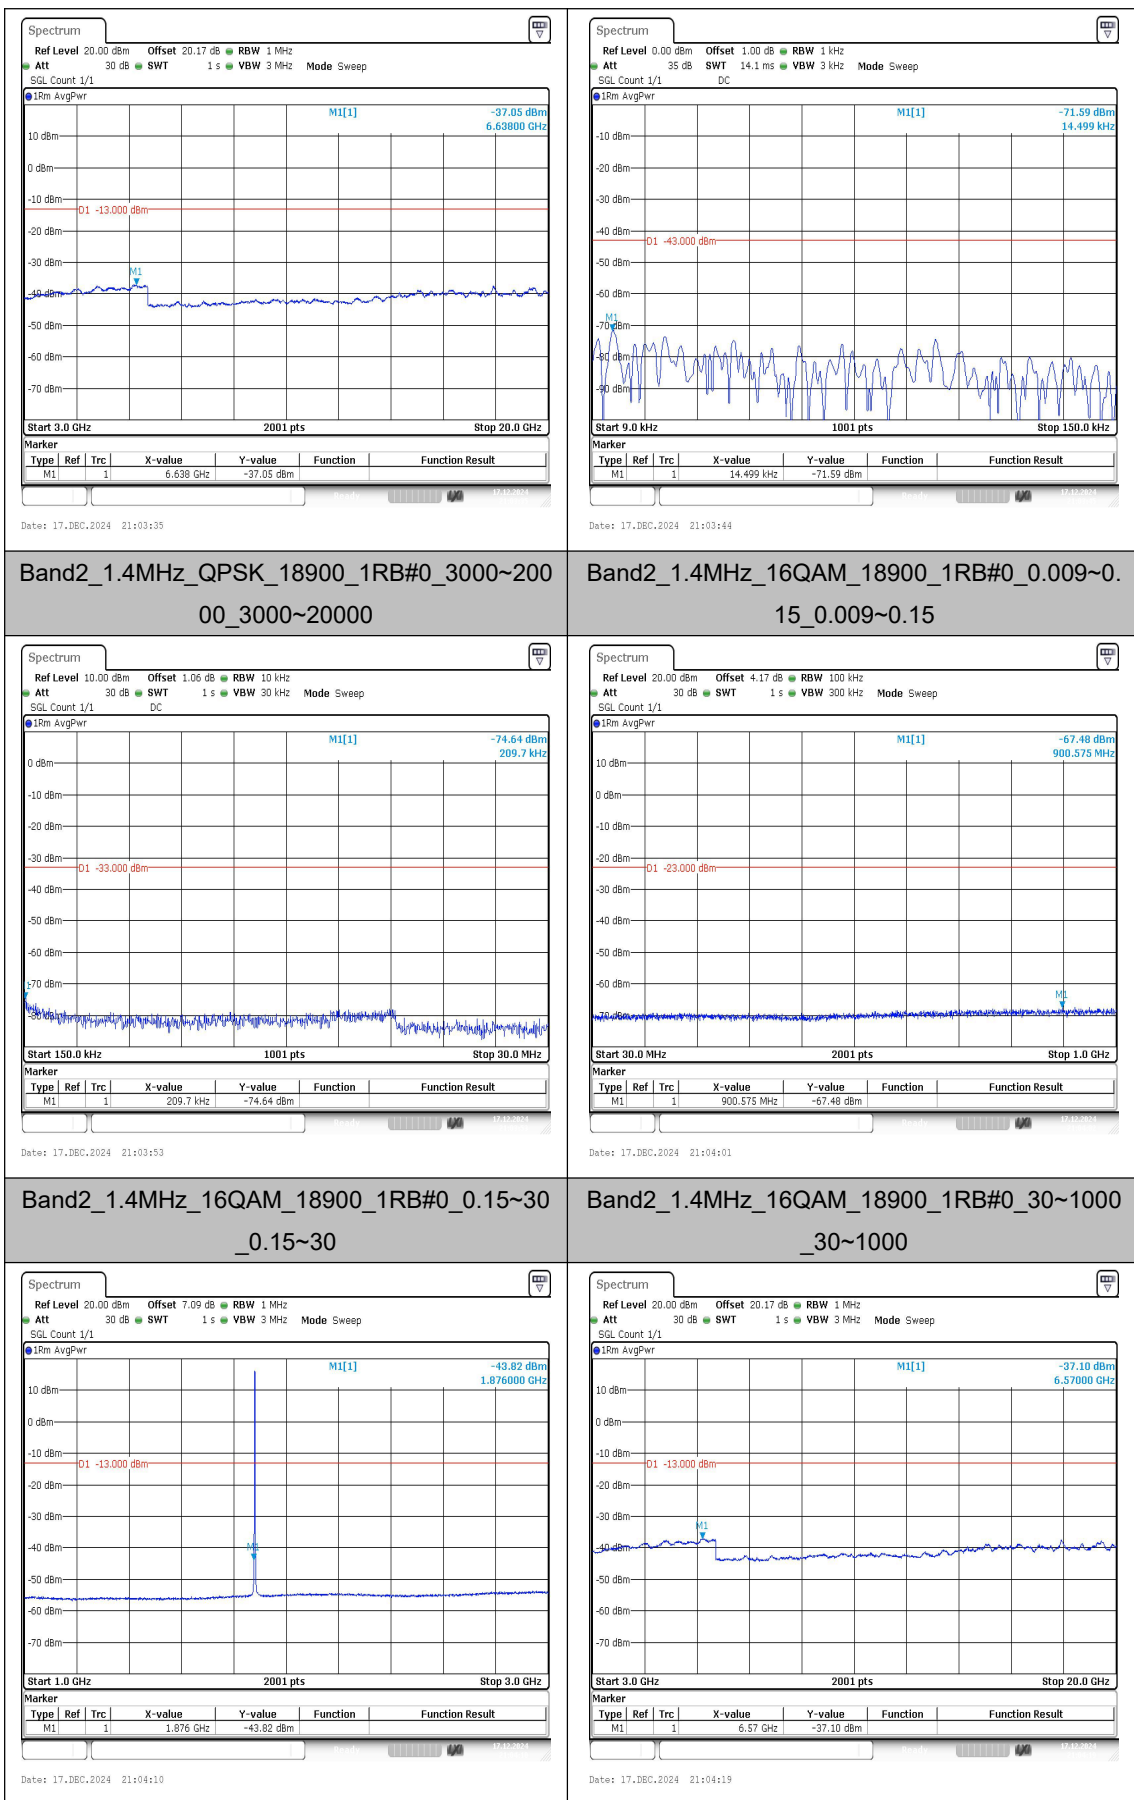 Spectrum
Ref Level 20.00 dBm Offset 20.17 dB RBW 1 MHz
Att 30 dB SWT 1 s VBW 3 MHz Mode Sweep
SGL Count 1/1
1Rm AvgPwr
M1[1] -37.05 dBm
6.63800 GHz
10 dBm
0 dBm
-10 dBm
D1 -13.000 dBm
-20 dBm
-30 dBm
M1
-40 dBm
-50 dBm
-60 dBm
-70 dBm
Start 3.0 GHz 2001 pts Stop 20.0 GHz
Marker
Type Ref Trc X-value Y-value Function Function Result
M1 1 6.638 GHz -37.05 dBm
Ready 17.12.2024
Date: 17.DEC.2024 21:03:35
Spectrum
Ref Level 0.00 dBm Offset 1.00 dB RBW 1 kHz
Att 35 dB SWT 14.1 ms VBW 3 kHz Mode Sweep
SGL Count 1/1 DC
1Rm AvgPwr
M1[1] -71.59 dBm
14.499 kHz
-10 dBm
-20 dBm
-30 dBm
-40 dBm
D1 -43.000 dBm
-50 dBm
-60 dBm
M1
-70 dBm
-80 dBm
-90 dBm
Start 9.0 kHz 1001 pts Stop 150.0 kHz
Marker
Type Ref Trc X-value Y-value Function Function Result
M1 1 14.499 kHz -71.59 dBm
Ready 17.12.2024
Date: 17.DEC.2024 21:03:44
Band2_1.4MHz_QPSK_18900_1RB#0_3000~200
00_3000~20000
Band2_1.4MHz_16QAM_18900_1RB#0_0.009~0.
15_0.009~0.15
Spectrum
Ref Level 10.00 dBm Offset 1.06 dB RBW 10 kHz
Att 30 dB SWT 1 s VBW 30 kHz Mode Sweep
SGL Count 1/1 DC
1Rm AvgPwr
M1[1] -74.64 dBm
209.7 kHz
0 dBm
-10 dBm
-20 dBm
-30 dBm
D1 -33.000 dBm
-40 dBm
-50 dBm
-60 dBm
-70 dBm
-80 dBm
Start 150.0 kHz 1001 pts Stop 30.0 MHz
Marker
Type Ref Trc X-value Y-value Function Function Result
M1 1 209.7 kHz -74.64 dBm
Ready 17.12.2024
Date: 17.DEC.2024 21:03:53
Spectrum
Ref Level 20.00 dBm Offset 4.17 dB RBW 100 kHz
Att 30 dB SWT 1 s VBW 300 kHz Mode Sweep
SGL Count 1/1
1Rm AvgPwr
M1[1] -67.48 dBm
900.575 MHz
10 dBm
0 dBm
-10 dBm
-20 dBm
D1 -23.000 dBm
-30 dBm
-40 dBm
-50 dBm
-60 dBm
M1
-70 dBm
Start 30.0 MHz 2001 pts Stop 1.0 GHz
Marker
Type Ref Trc X-value Y-value Function Function Result
M1 1 900.575 MHz -67.48 dBm
Ready 17.12.2024
Date: 17.DEC.2024 21:04:01
Band2_1.4MHz_16QAM_18900_1RB#0_0.15~30
_0.15~30
Band2_1.4MHz_16QAM_18900_1RB#0_30~1000
_30~1000
Spectrum
Ref Level 20.00 dBm Offset 7.09 dB RBW 1 MHz
Att 30 dB SWT 1 s VBW 3 MHz Mode Sweep
SGL Count 1/1
1Rm AvgPwr
M1[1] -43.82 dBm
1.876000 GHz
10 dBm
0 dBm
-10 dBm
D1 -13.000 dBm
-20 dBm
-30 dBm
-40 dBm
M1
-50 dBm
-60 dBm
-70 dBm
Start 1.0 GHz 2001 pts Stop 3.0 GHz
Marker
Type Ref Trc X-value Y-value Function Function Result
M1 1 1.876 GHz -43.82 dBm
Ready 17.12.2024
Date: 17.DEC.2024 21:04:10
Spectrum
Ref Level 20.00 dBm Offset 20.17 dB RBW 1 MHz
Att 30 dB SWT 1 s VBW 3 MHz Mode Sweep
SGL Count 1/1
1Rm AvgPwr
M1[1] -37.10 dBm
6.57000 GHz
10 dBm
0 dBm
-10 dBm
D1 -13.000 dBm
-20 dBm
-30 dBm
M1
-40 dBm
-50 dBm
-60 dBm
-70 dBm
Start 3.0 GHz 2001 pts Stop 20.0 GHz
Marker
Type Ref Trc X-value Y-value Function Function Result
M1 1 6.57 GHz -37.10 dBm
Ready 17.12.2024
Date: 17.DEC.2024 21:04:19